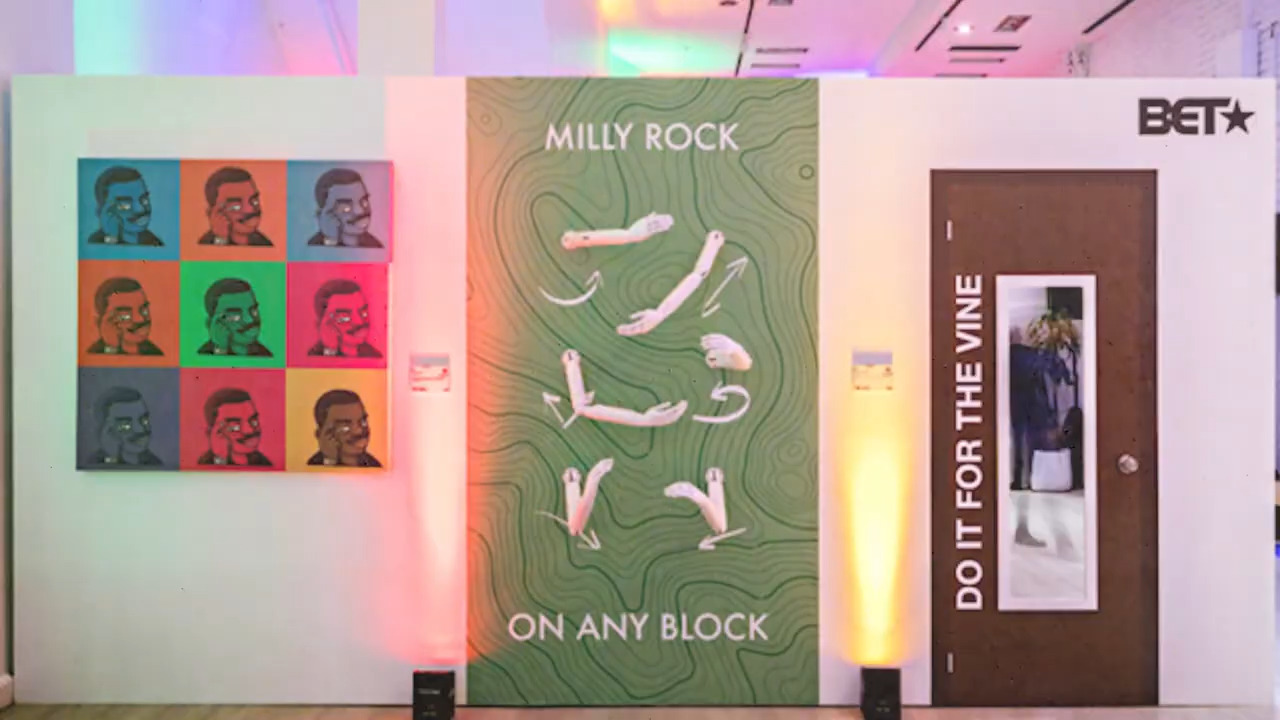 MILLY ROCK
ON ANY BLOCK
DO IT FOR THE VINE
BET